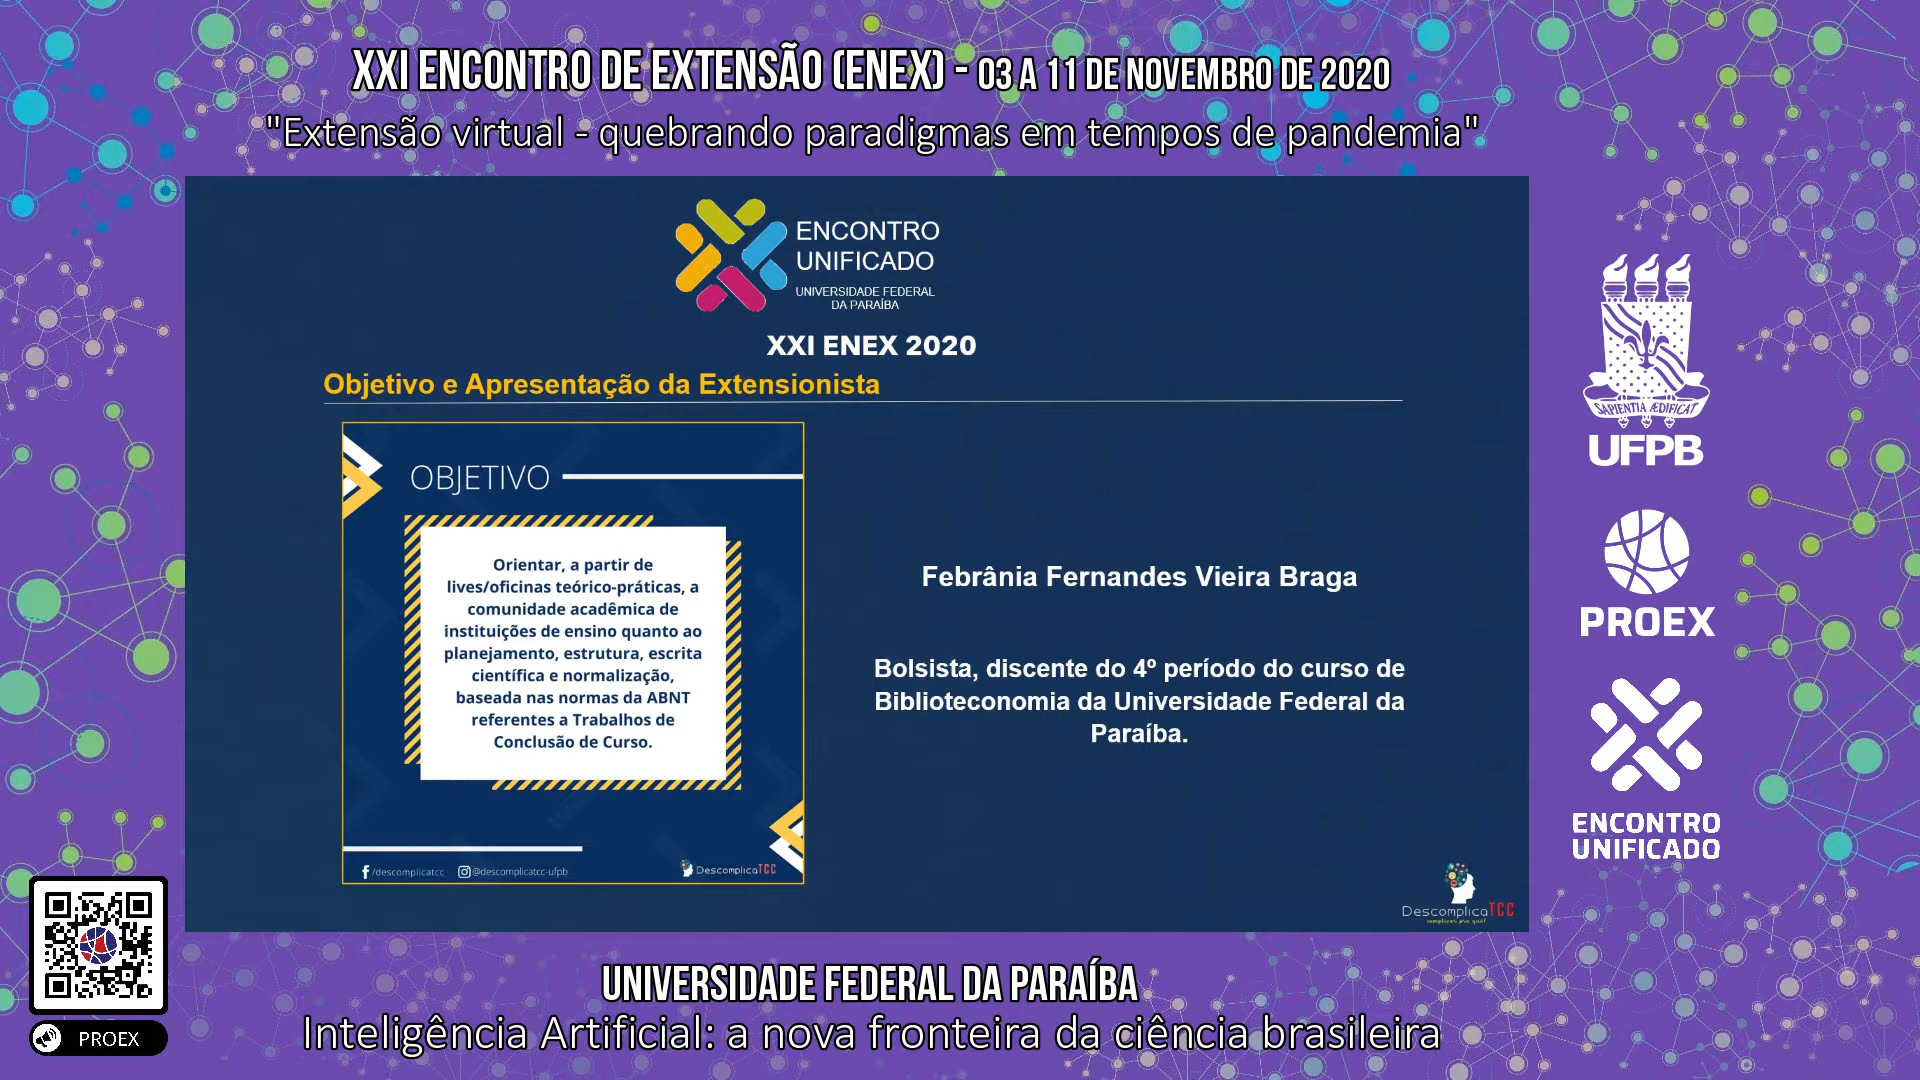 XXI ENCONTRO DE EXTENSÃO (ENEX) - 03 A 11 DE NOVEMBRO DE 2020
"Extensão virtual - quebrando paradigmas em tempos de pandemia"
ENCONTRO
UNIFICADO
UNIVERSIDADE FEDERAL
DA PARAÍBA
XXI ENEX 2020
Objetivo e Apresentação da Extensionista
OBJETIVO
Orientar, a partir de
lives/oficinas teórico-práticas, a
comunidade acadêmica de
instituições de ensino quanto ao
planejamento, estrutura, escrita
científica e normalização,
baseada nas normas da ABNT
referentes a Trabalhos de
Conclusão de Curso.
/descomplicatcc @descomplicatcc-ufpb DescomplicaTCC
Febrânia Fernandes Vieira Braga
Bolsista, discente do 4º período do curso de
Biblioteconomia da Universidade Federal da
Paraíba.
DescomplicaTCC
complicar pra quê?
SAPIENTIA ÆDIFICAT
UFPB
PROEX
ENCONTRO
UNIFICADO
PROEX
UNIVERSIDADE FEDERAL DA PARAÍBA
Inteligência Artificial: a nova fronteira da ciência brasileira